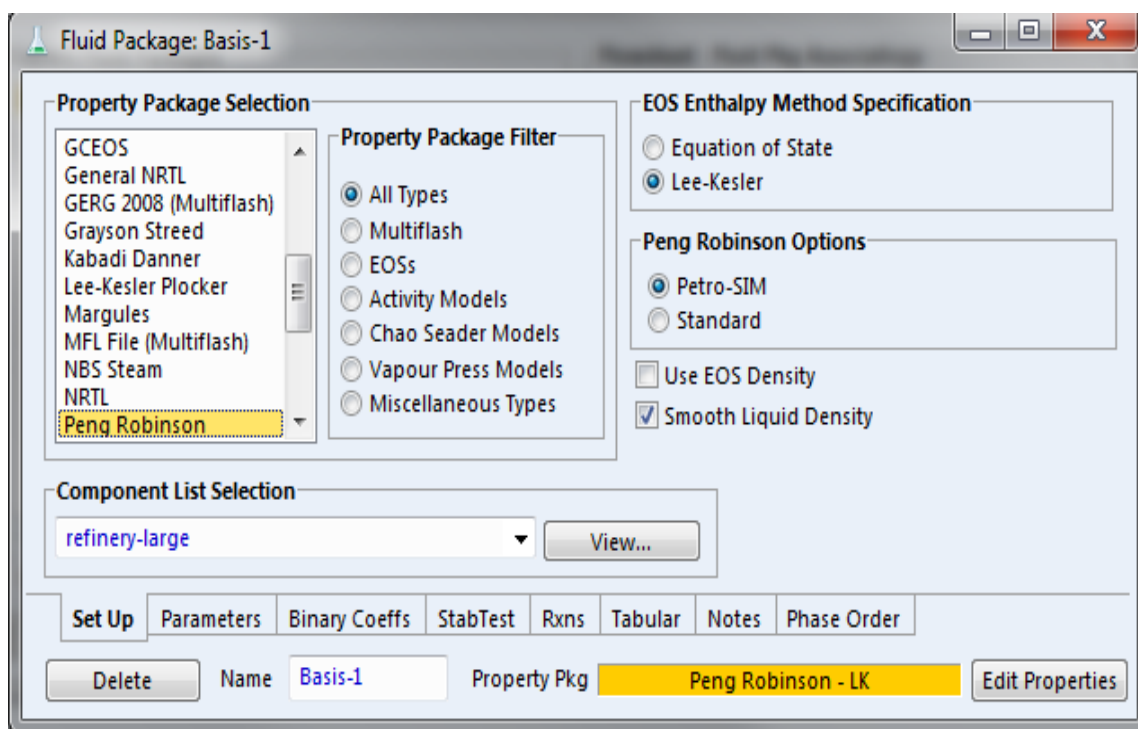 Fluid Package: Basis-1
Property Package Selection
GCEOS
General NRTL
GERG 2008 (Multiflash)
Grayson Streed
Kabadi Danner
Lee-Kesler Plocker
Margules
MFL File (Multiflash)
NBS Steam
NRTL
Peng Robinson
Property Package Filter
All Types
Multiflash
EOSs
Activity Models
Chao Seader Models
Vapour Press Models
Miscellaneous Types
EOS Enthalpy Method Specification
Equation of State
Lee-Kesler
Peng Robinson Options
Petro-SIM
Standard
Use EOS Density
Smooth Liquid Density
Component List Selection
refinery-large
View...
Set Up Parameters Binary Coeffs StabTest Rxns Tabular Notes Phase Order
Delete Name Basis-1 Property Pkg Peng Robinson - LK Edit Properties